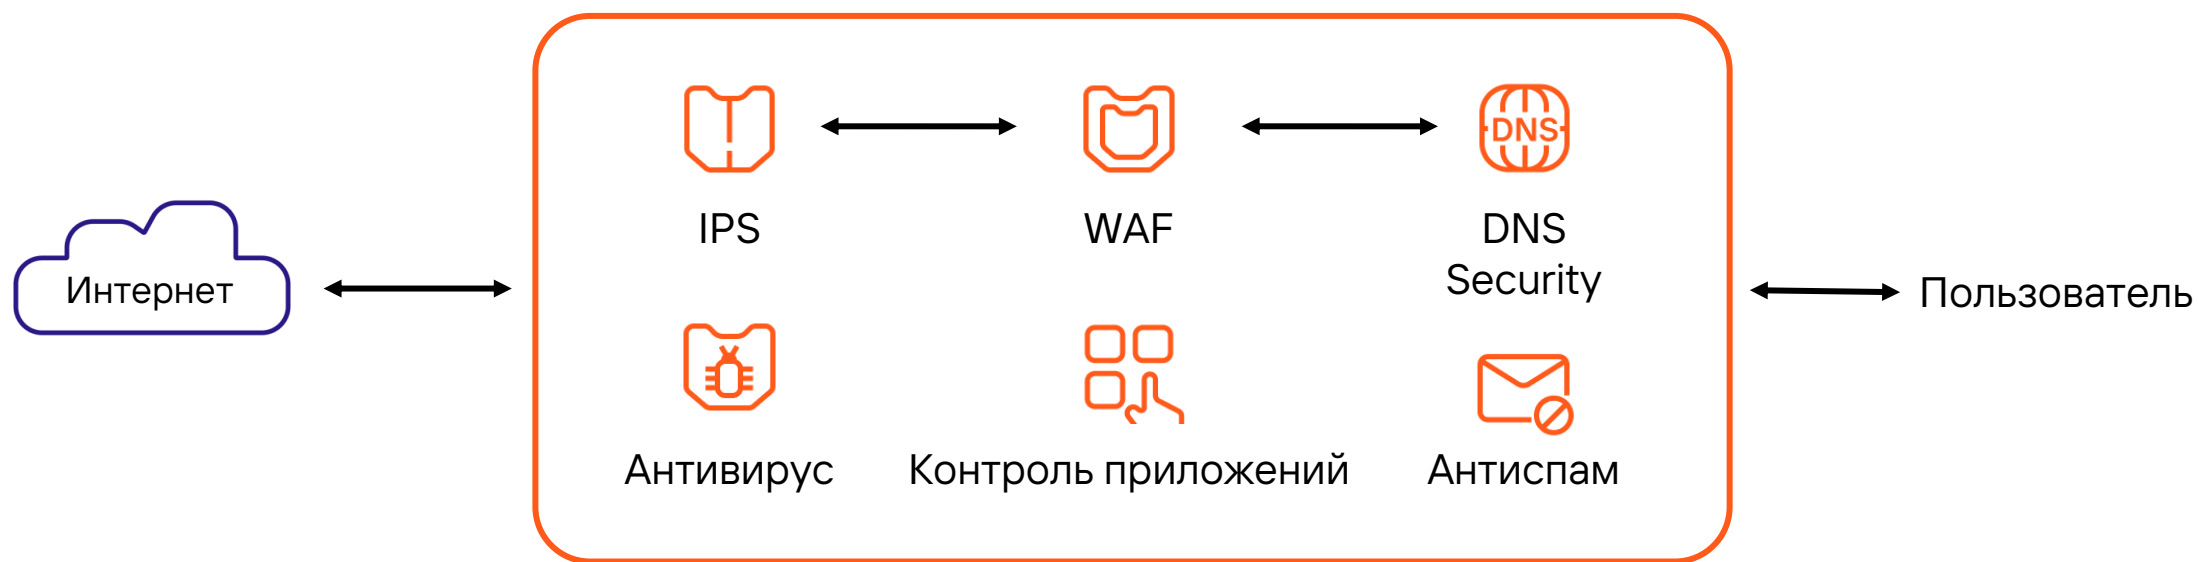 Интернет
IPS
WAF
DNS
DNS
Security
Антивирус
Контроль приложений
Антиспам
Пользователь